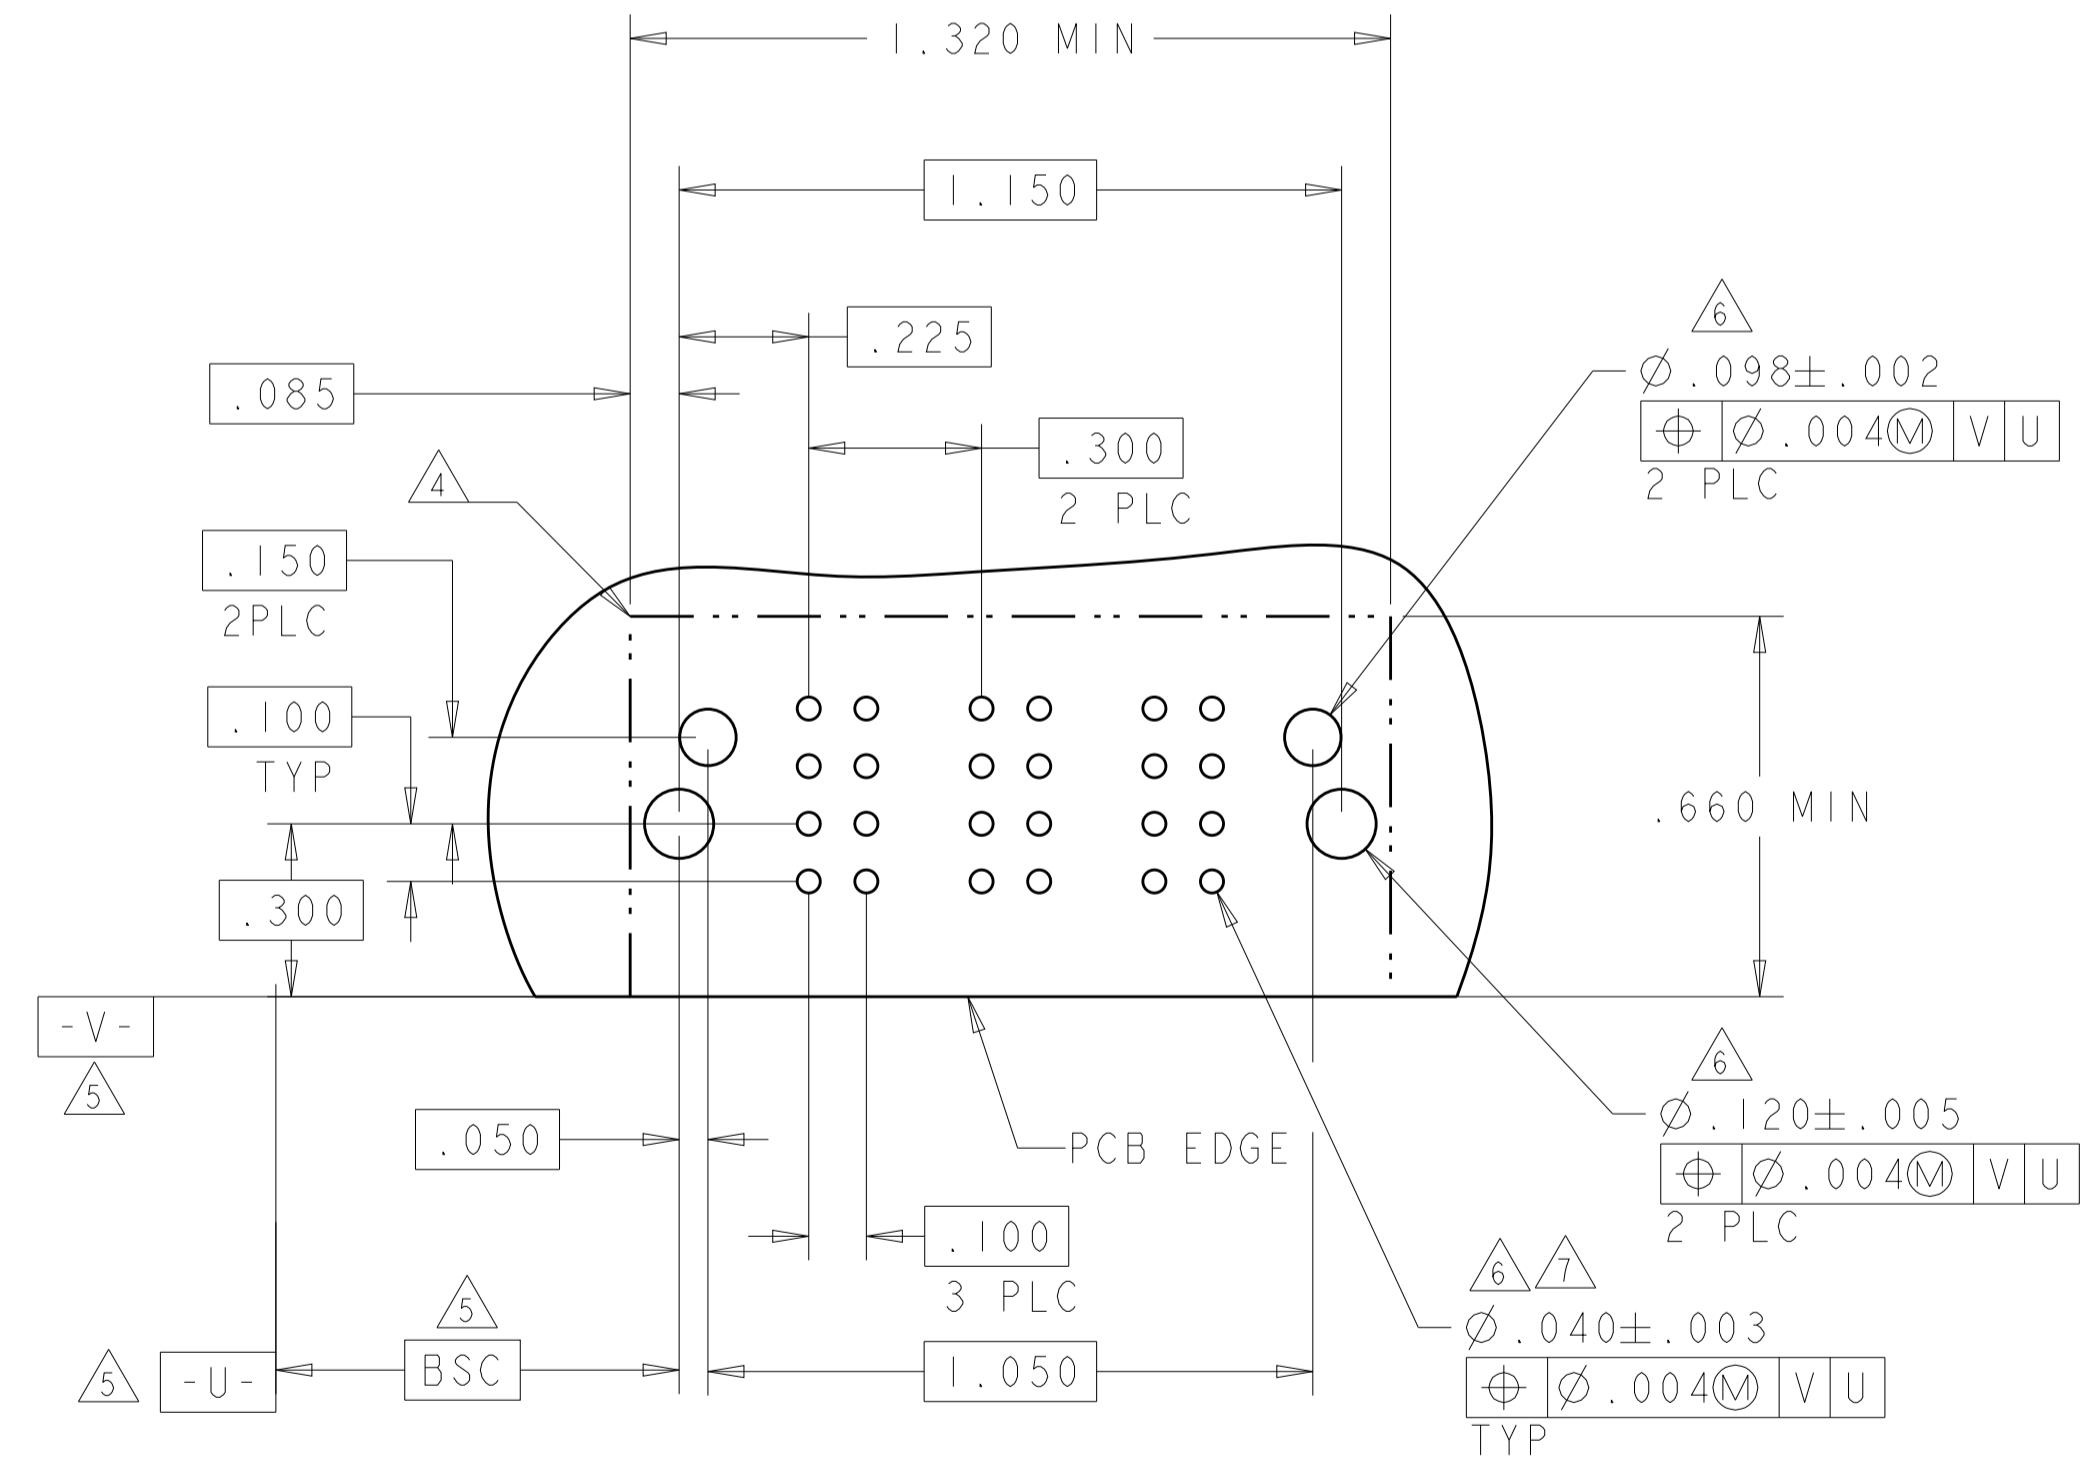 1.320 MIN
1.150
.225
.085
.300
2 PLC
6
⌀.098±.002
⌖ ⌀.004Ⓜ V U
2 PLC
4
.150
2PLC
.100
TYP
.660 MIN
.300
-V-
5
6
⌀.120±.005
⌖ ⌀.004Ⓜ V U
2 PLC
.050
PCB EDGE
.100
3 PLC
6 7
⌀.040±.003
⌖ ⌀.004Ⓜ V U
TYP
5
5 -U- BSC
1.050